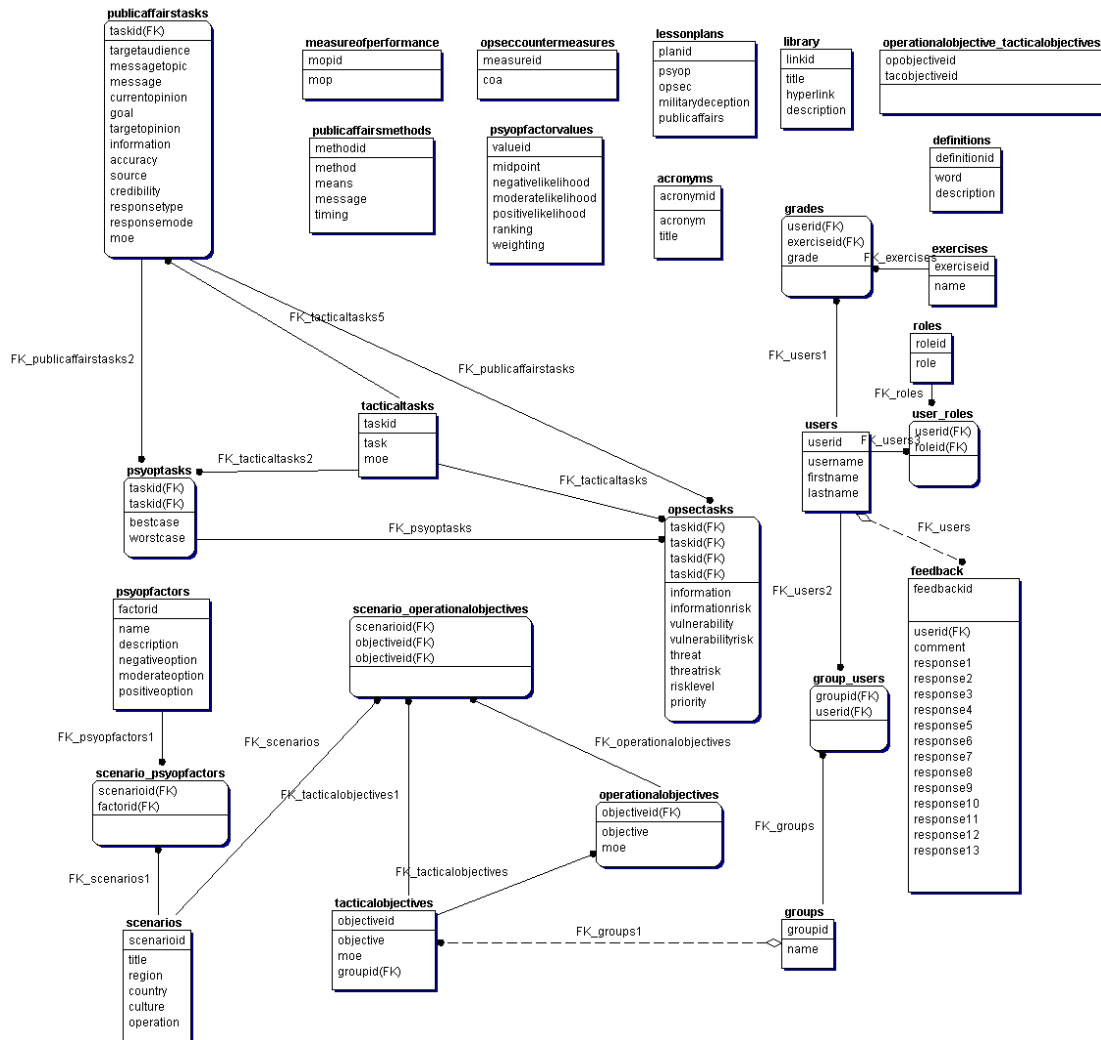 publicaffairstasks
taskid(FK)
targetaudience
messagetopic
message
currentopinion
goal
targetopinion
information
accuracy
source
credibility
responsetype
responsemode
moe
measureofperformance
mopid
mop
opseccountermeasures
measureid
coa
lessonplans
planid
psyop
opsec
militarydeception
publicaffairs
library
linkid
title
hyperlink
description
operationalobjective_tacticalobjectives
opobjectiveid
tacobjectiveid
publicaffairsmethods
methodid
method
means
message
timing
psyopfactorvalues
valueid
midpoint
negativelikelihood
moderatelikelihood
positivelikelihood
ranking
weighting
acronyms
acronymid
acronym
title
definitions
definitionid
word
description
grades
userid(FK)
exerciseid(FK)
grade
FK_exercises
exercises
exerciseid
name
FK_tacticaltasks5
FK_publicaffairstasks2
FK_publicaffairstasks
FK_users1
roles
roleid
role
FK_roles
tacticaltasks
taskid
task
moe
users
userid
username
firstname
lastname
FK_users3
user_roles
userid(FK)
roleid(FK)
FK_tacticaltasks2
FK_tacticaltasks
psyoptasks
taskid(FK)
taskid(FK)
bestcase
worstcase
FK_psyoptasks
opsectasks
taskid(FK)
taskid(FK)
taskid(FK)
taskid(FK)
information
informationrisk
vulnerability
vulnerabilityrisk
threat
threatrisk
risklevel
priority
FK_users
FK_users2
feedback
feedbackid
userid(FK)
comment
response1
response2
response3
response4
response5
response6
response7
response8
response9
response10
response11
response12
response13
psyopfactors
factorid
name
description
negativeoption
moderateoption
positiveoption
scenario_operationalobjectives
scenarioid(FK)
objectiveid(FK)
objectiveid(FK)
group_users
groupid(FK)
userid(FK)
FK_psyopfactors1
FK_scenarios
FK_operationalobjectives
scenario_psyopfactors
scenarioid(FK)
factorid(FK)
FK_tacticalobjectives1
operationalobjectives
objectiveid(FK)
objective
moe
FK_groups
FK_scenarios1
FK_tacticalobjectives
scenarios
scenarioid
title
region
country
culture
operation
tacticalobjectives
objectiveid
objective
moe
groupid(FK)
FK_groups1
groups
groupid
name